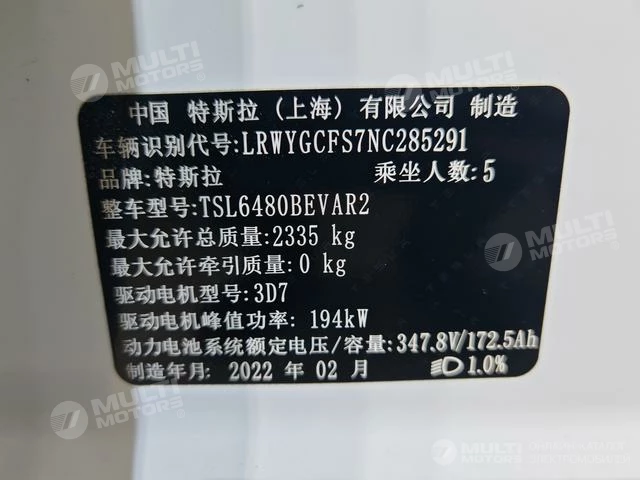 中国 特斯拉（上海）有限公司 制造
车辆识别代号:LRWYGCFS7NC285291
品牌:特斯拉 乘坐人数:5
整车型号:TSL6480BEVAR2
最大允许总质量:2335 kg
最大允许牵引质量:0 kg
驱动电机型号:3D7
驱动电机峰值功率: 194kW
动力电池系统额定电压/容量:347.8V/172.5Ah
制造年月: 2022 年 02 月 1.0%
MULTI MOTORS
MULTI MOTORS
MULTI MOTORS
MULTI MOTORS
MULTI MOTORS